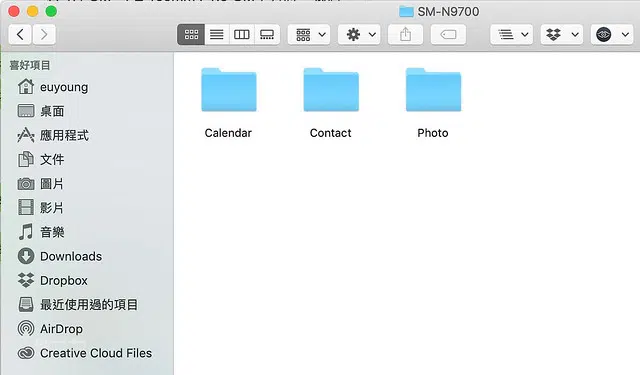 SM-N9700
喜好項目
euyoung
桌面
應用程式
文件
圖片
影片
音樂
Downloads
Dropbox
最近使用過的項目
AirDrop
Creative Cloud Files
Calendar
Contact
Photo